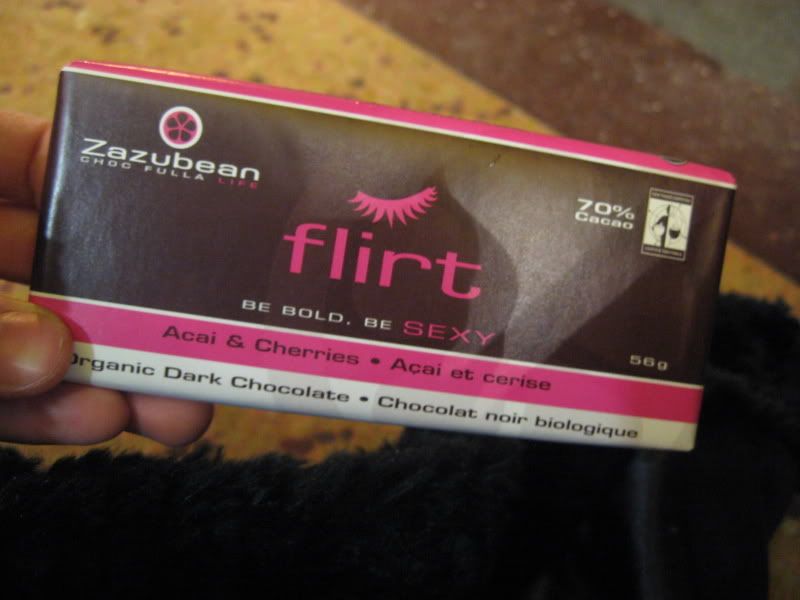 Zazubean
CHOC FULLA LIFE
flirt
BE BOLD, BE SEXY
70%
Cacao
56g
Acai & Cherries • Açai et cerise
Organic Dark Chocolate • Chocolat noir biologique